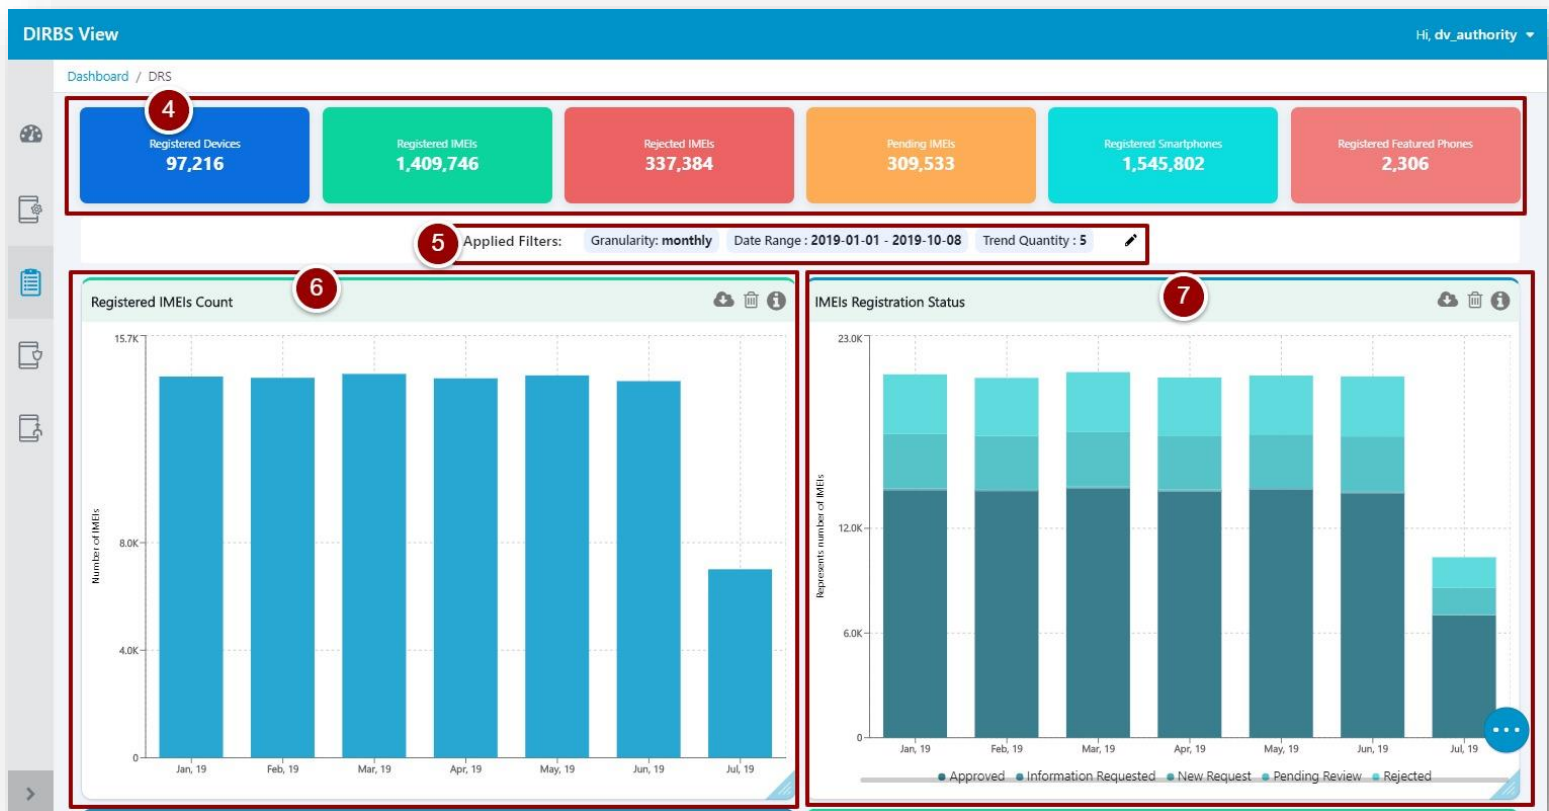 DIRBS View
Hi, dv_authority
Dashboard / DRS
4
Registered Devices
97,216
Registered IMEIs
1,409,746
Rejected IMEIs
337,384
Pending IMEIs
309,533
Registered Smartphones
1,545,802
Registered Featured Phones
2,306
5
Applied Filters: Granularity: monthly Date Range : 2019-01-01 - 2019-10-08 Trend Quantity : 5
6
Registered IMEIs Count
15.7K
8.0K
4.0K
0
Number of IMEIs
Jan, 19 Feb, 19 Mar, 19 Apr, 19 May, 19 Jun, 19 Jul, 19
7
IMEIs Registration Status
23.0K
12.0K
6.0K
0
Represents number of IMEIs
Jan, 19 Feb, 19 Mar, 19 Apr, 19 May, 19 Jun, 19 Jul, 19
Approved Information Requested New Request Pending Review Rejected